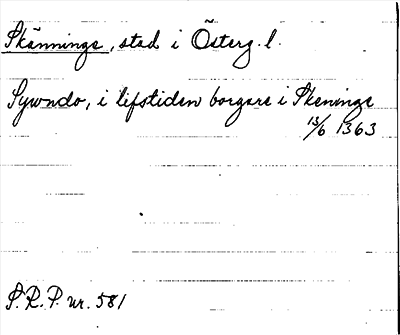 Skänninge, stad i Österg. l.
Sywndo, i lifstiden borgare i Skeninge
13/6 1363
S.R.P. nr. 581